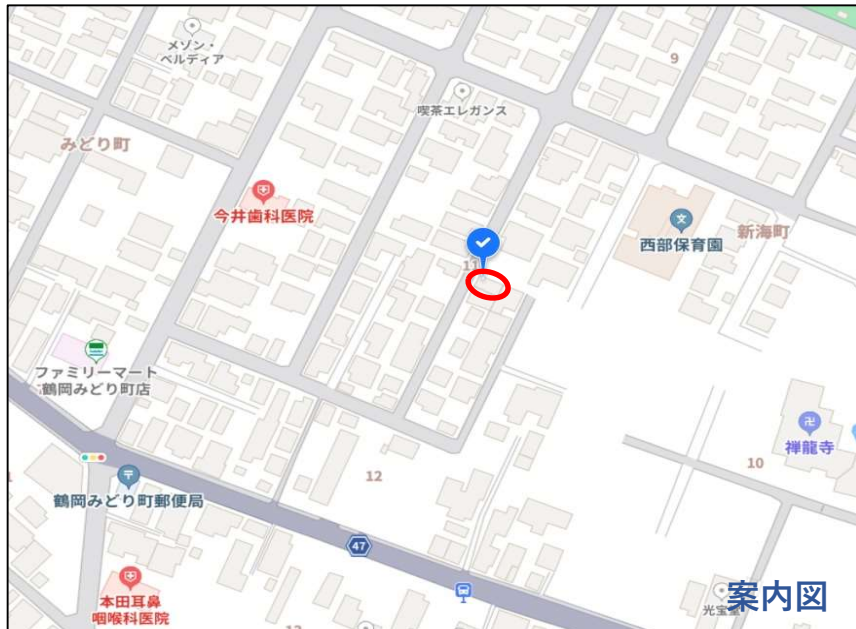 メゾン・
ベルディア
9
喫茶エレガンス
みどり町
今井歯科医院
西部保育園
新海町
11
ファミリーマート
鶴岡みどり町店
禅龍寺
12
10
鶴岡みどり町郵便局
47
本田耳鼻
咽喉科医院
光宝堂
案内図